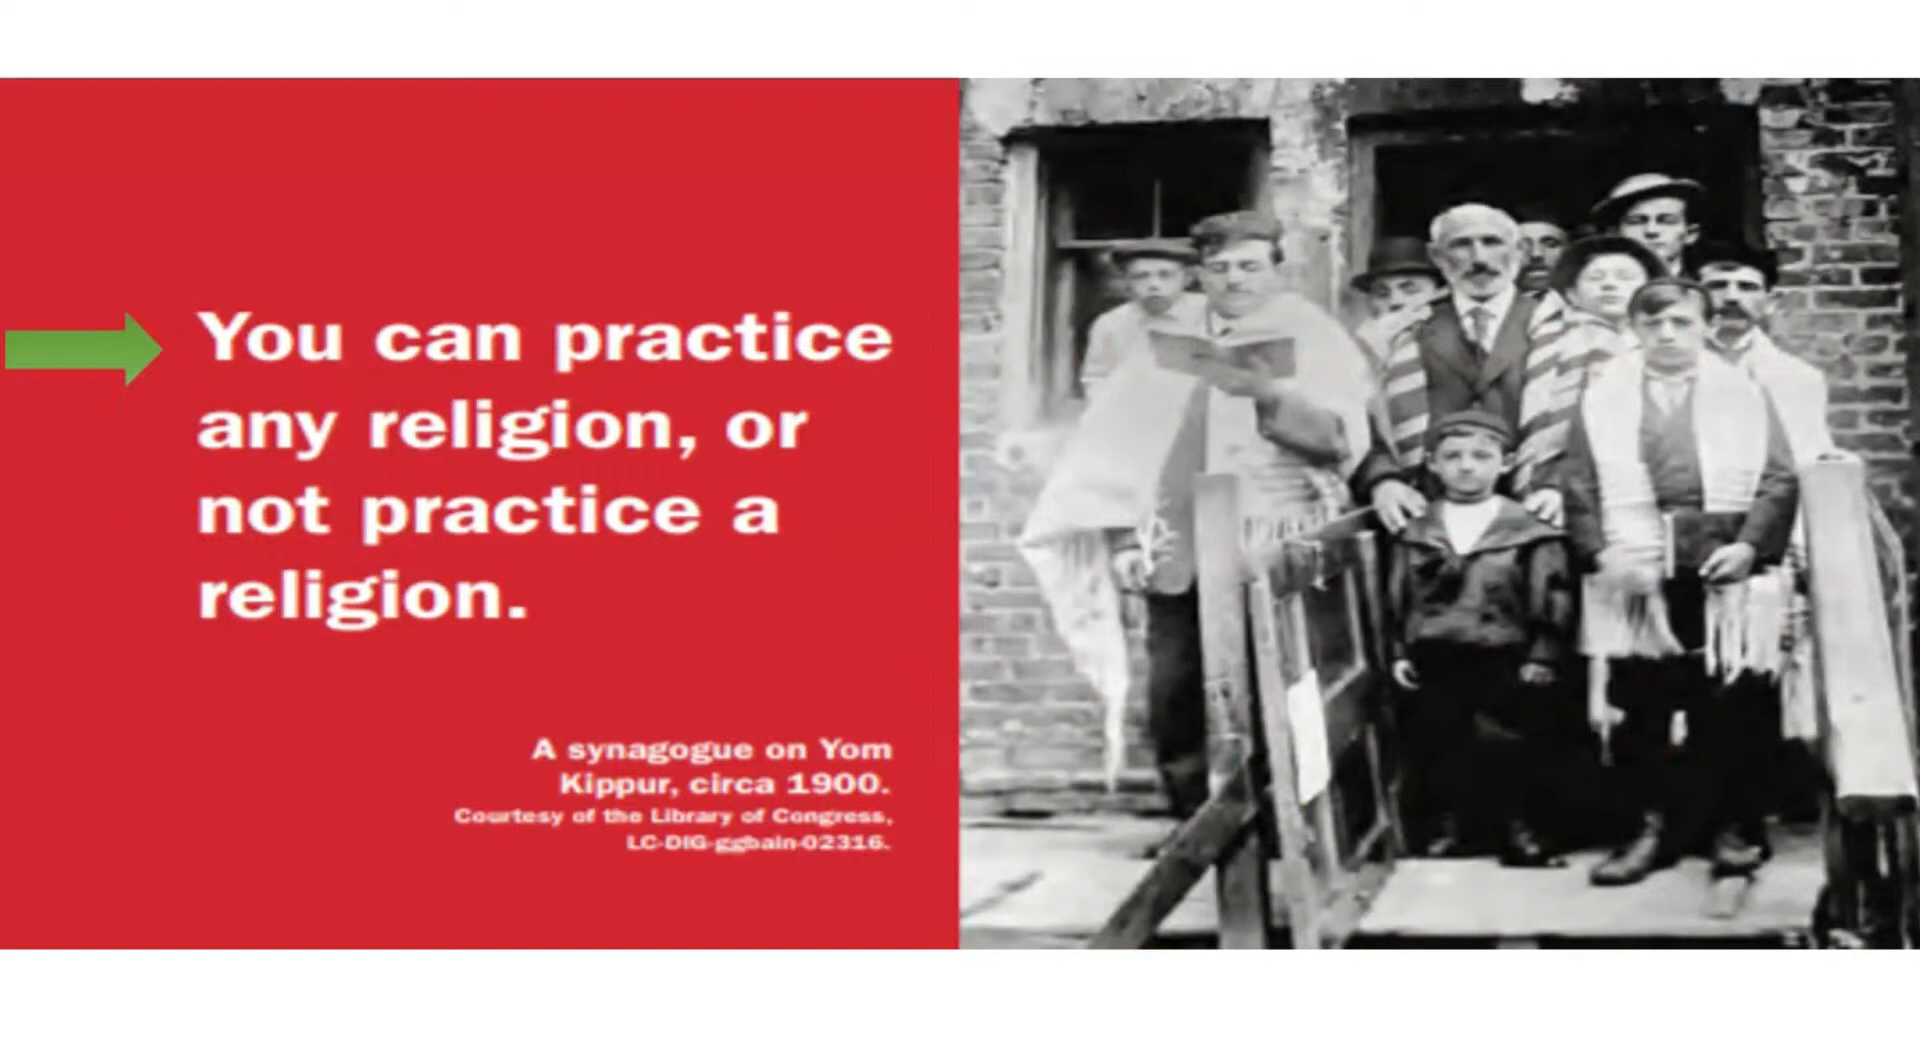 You can practice
any religion, or
not practice a
religion.
A synagogue on Yom
Kippur, circa 1900.
Courtesy of the Library of Congress,
LC-DIG-ggbain-02316.